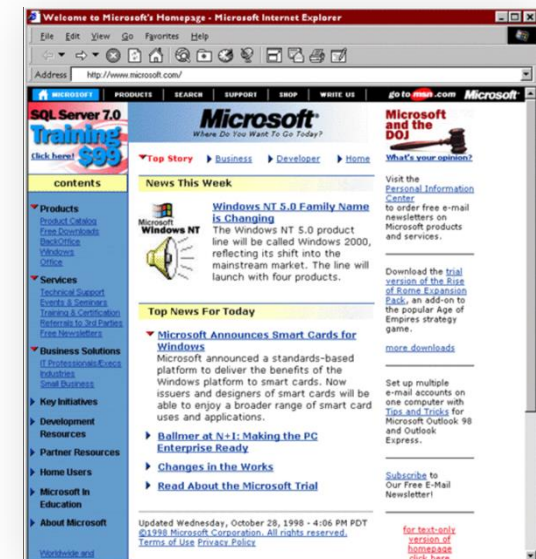 Welcome to Microsoft's Homepage - Microsoft Internet Explorer
File Edit View Go Favorites Help
Address http://www.microsoft.com/
MICROSOFT PRODUCTS SEARCH SUPPORT SHOP WRITE US go to msn.com Microsoft
SQL Server 7.0
Training
Click here! $99
contents
Products
Product Catalog
Free Downloads
BackOffice
Windows
Office
Services
Technical Support
Events & Seminars
Training & Certification
Referrals to 3rd Parties
Free Newsletters
Business Solutions
IT Professionals/Execs
Industries
Small Business
Key Initiatives
Development
Resources
Partner Resources
Home Users
Microsoft In
Education
About Microsoft
Worldwide and
Microsoft
Where Do You Want To Go Today?
Top Story Business Developer Home
News This Week
Microsoft
Windows NT
Windows NT 5.0 Family Name
is Changing
The Windows NT 5.0 product
line will be called Windows 2000,
reflecting its shift into the
mainstream market. The line will
launch with four products.
Top News For Today
Microsoft Announces Smart Cards for
Windows
Microsoft announced a standards-based
platform to deliver the benefits of the
Windows platform to smart cards. Now
issuers and designers of smart cards will be
able to enjoy a broader range of smart card
uses and applications.
Ballmer at N+I: Making the PC
Enterprise Ready
Changes in the Works
Read About the Microsoft Trial
Updated Wednesday, October 28, 1998 - 4:06 PM PDT
©1998 Microsoft Corporation. All rights reserved.
Terms of Use Privacy Policy
Microsoft
and the
DOJ
What's your opinion?
Visit the
Personal Information
Center
to order free e-mail
newsletters on
Microsoft products
and services.
Download the trial
version of the Rise
of Rome Expansion
Pack, an add-on to
the popular Age of
Empires strategy
game.
more downloads
Set up multiple
e-mail accounts on
one computer with
Tips and Tricks for
Microsoft Outlook 98
and Outlook
Express.
Subscribe to
Our Free E-Mail
Newsletter!
for text-only
version of
homepage
click here